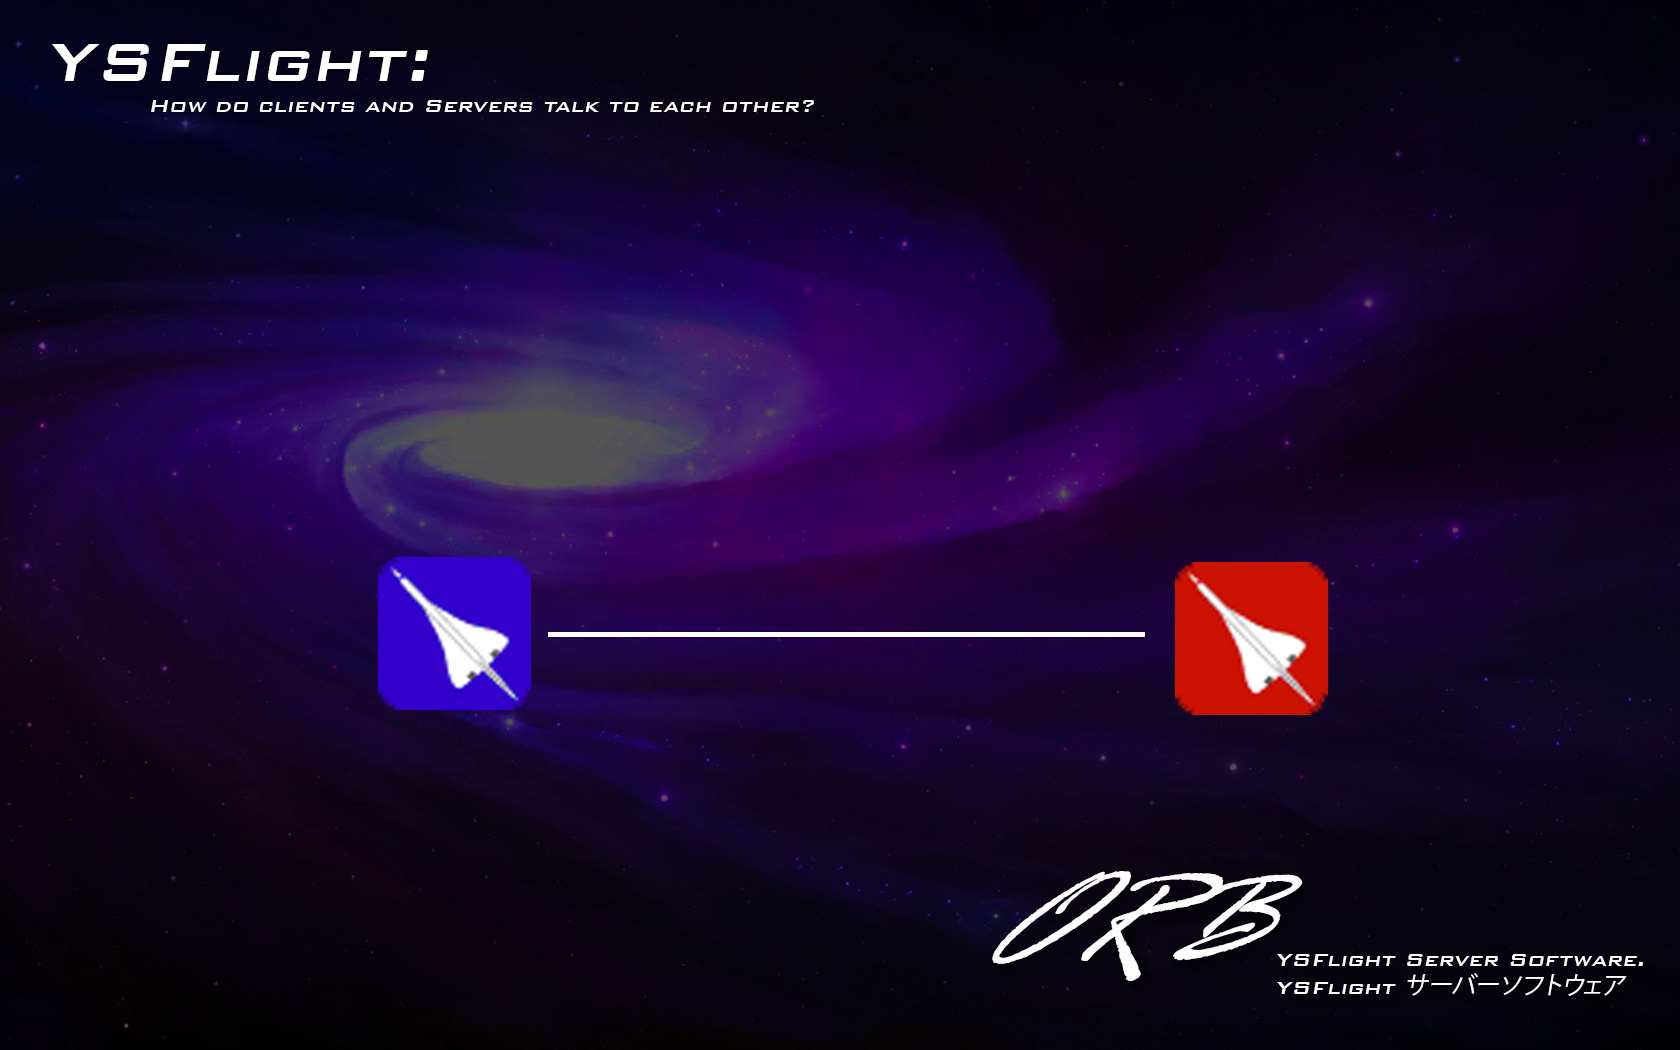 YSFlight:
How do clients and Servers talk to each other?
ORB
YSFlight Server Software.
YSFlight サーバーソフトウェア